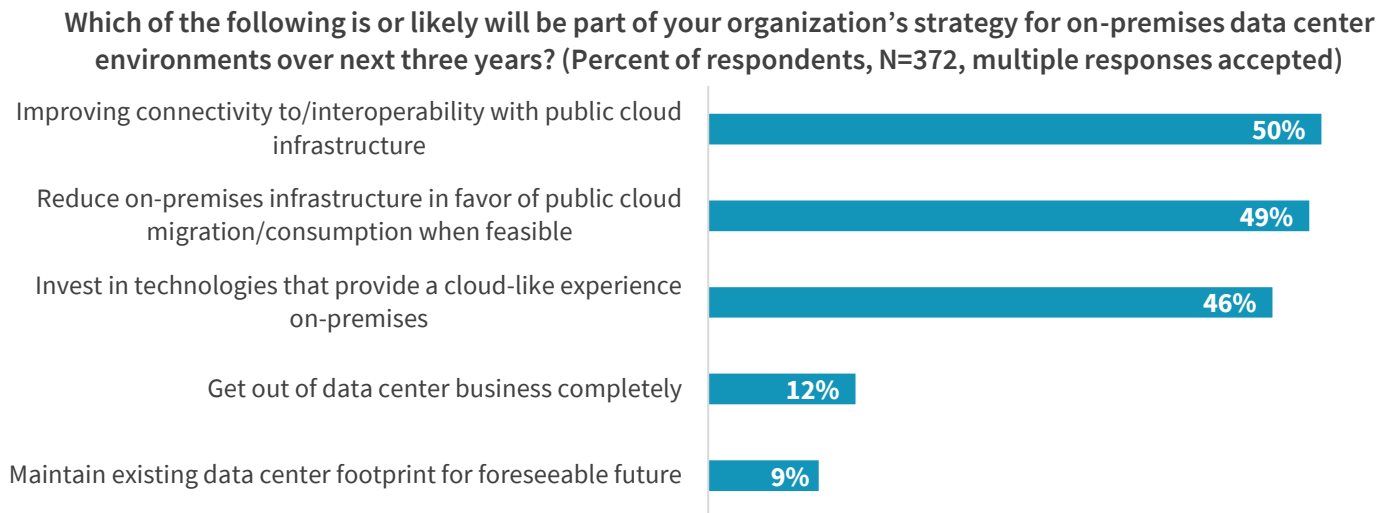 Which of the following is or likely will be part of your organization’s strategy for on-premises data center
environments over next three years? (Percent of respondents, N=372, multiple responses accepted)
Improving connectivity to/interoperability with public cloud
infrastructure
50%
Reduce on-premises infrastructure in favor of public cloud
migration/consumption when feasible
49%
Invest in technologies that provide a cloud-like experience
on-premises
46%
Get out of data center business completely
12%
Maintain existing data center footprint for foreseeable future
9%